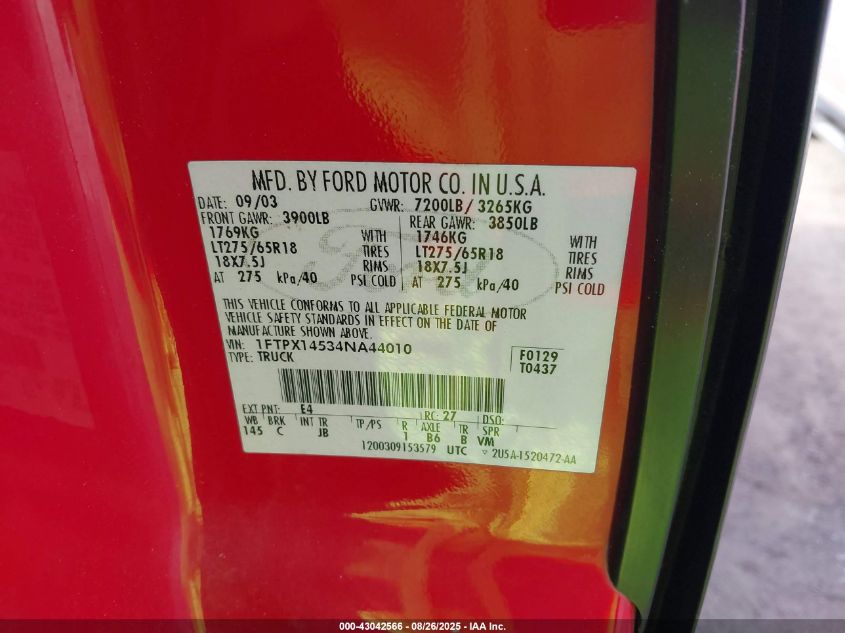 MFD. BY FORD MOTOR CO. IN U.S.A.
DATE: 09/03 GVWR: 7200LB/ 3265KG
FRONT GAWR: 3900LB REAR GAWR: 3850LB
1769KG WITH 1746KG WITH
LT275/65R18 TIRES LT275/65R18 TIRES
18X7.5J RIMS 18X7.5J RIMS
AT 275 kPa/40 PSI COLD AT 275 kPa/40 PSI COLD
THIS VEHICLE CONFORMS TO ALL APPLICABLE FEDERAL MOTOR
VEHICLE SAFETY STANDARDS IN EFFECT ON THE DATE OF
MANUFACTURE SHOWN ABOVE.
VIN: 1FTPX14534NA44010 F0129
TYPE: TRUCK T0437
EXT PNT: E4 RC: 27 DSO:
WB BRK INT TR TP/PS R AXLE TR SPR
145 C JB 1 B6 B VM
1200309153579 UTC 2U5A-1520472-AA
Ford
000-43042566 - 08/26/2025 - IAA Inc.